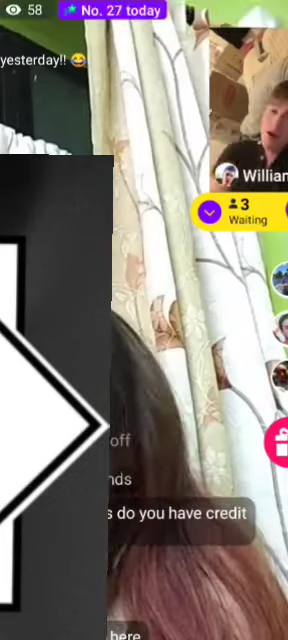 58
No. 27 today
yesterday!! 😂
William
3
Waiting
off
nds
s do you have credit
here